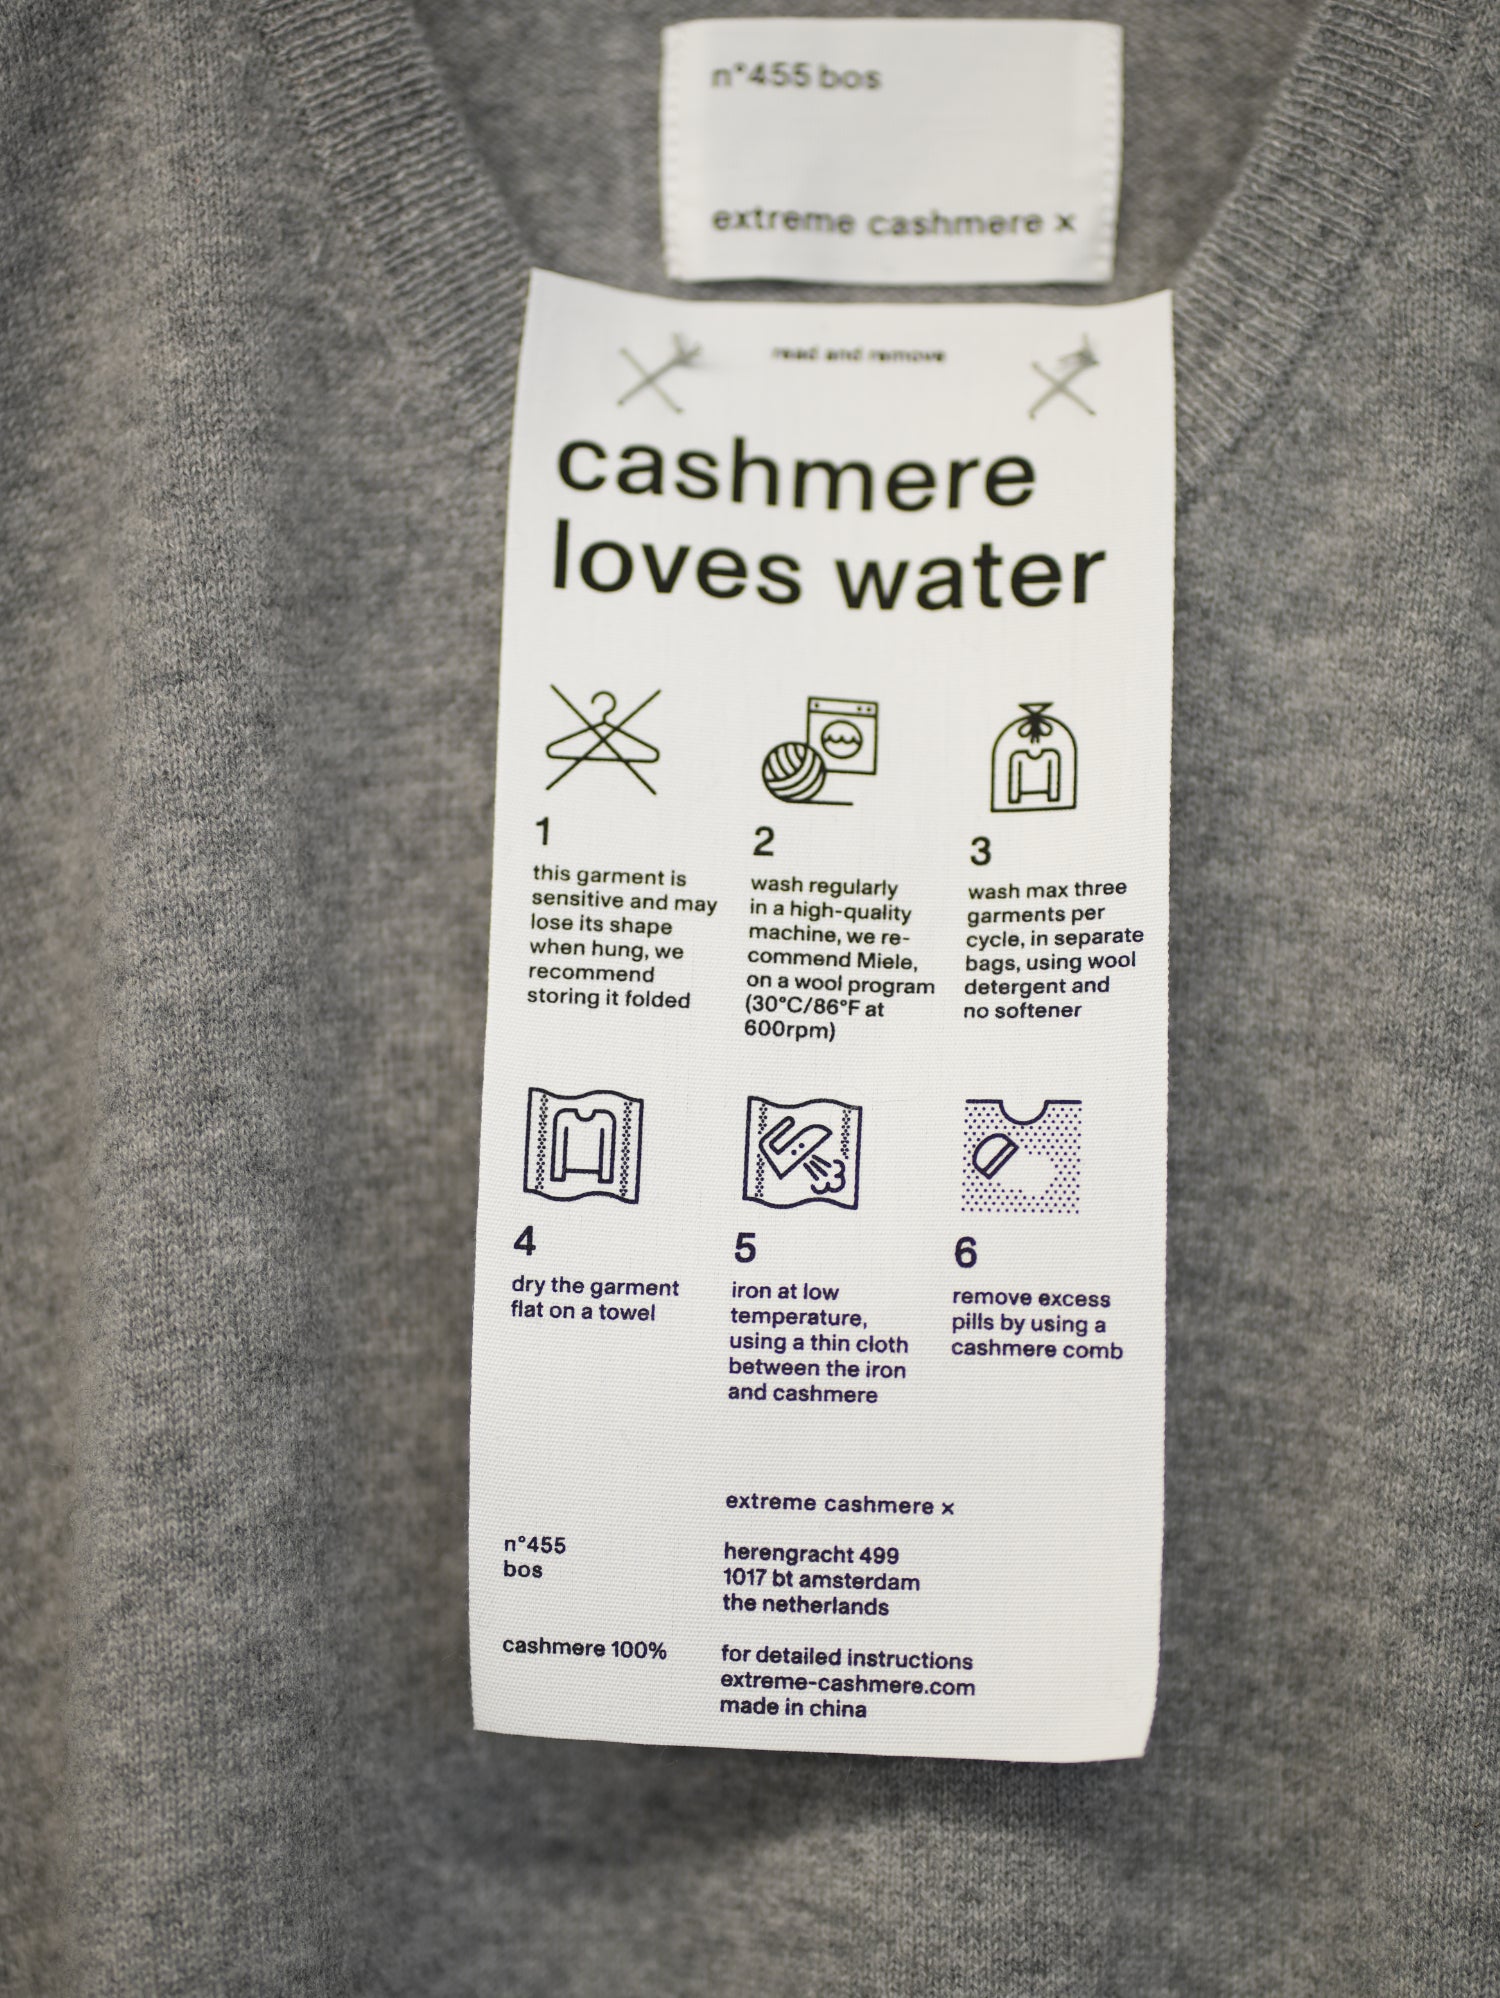 n°455 bos
extreme cashmere x
read and remove
cashmere
loves water
1
this garment is
sensitive and may
lose its shape
when hung, we
recommend
storing it folded
2
wash regularly
in a high-quality
machine, we re-
commend Miele,
on a wool program
(30°C/86°F at
600rpm)
3
wash max three
garments per
cycle, in separate
bags, using wool
detergent and
no softener
4
dry the garment
flat on a towel
5
iron at low
temperature,
using a thin cloth
between the iron
and cashmere
6
remove excess
pills by using a
cashmere comb
n°455
bos
cashmere 100%
extreme cashmere x
herengracht 499
1017 bt amsterdam
the netherlands
for detailed instructions
extreme-cashmere.com
made in china